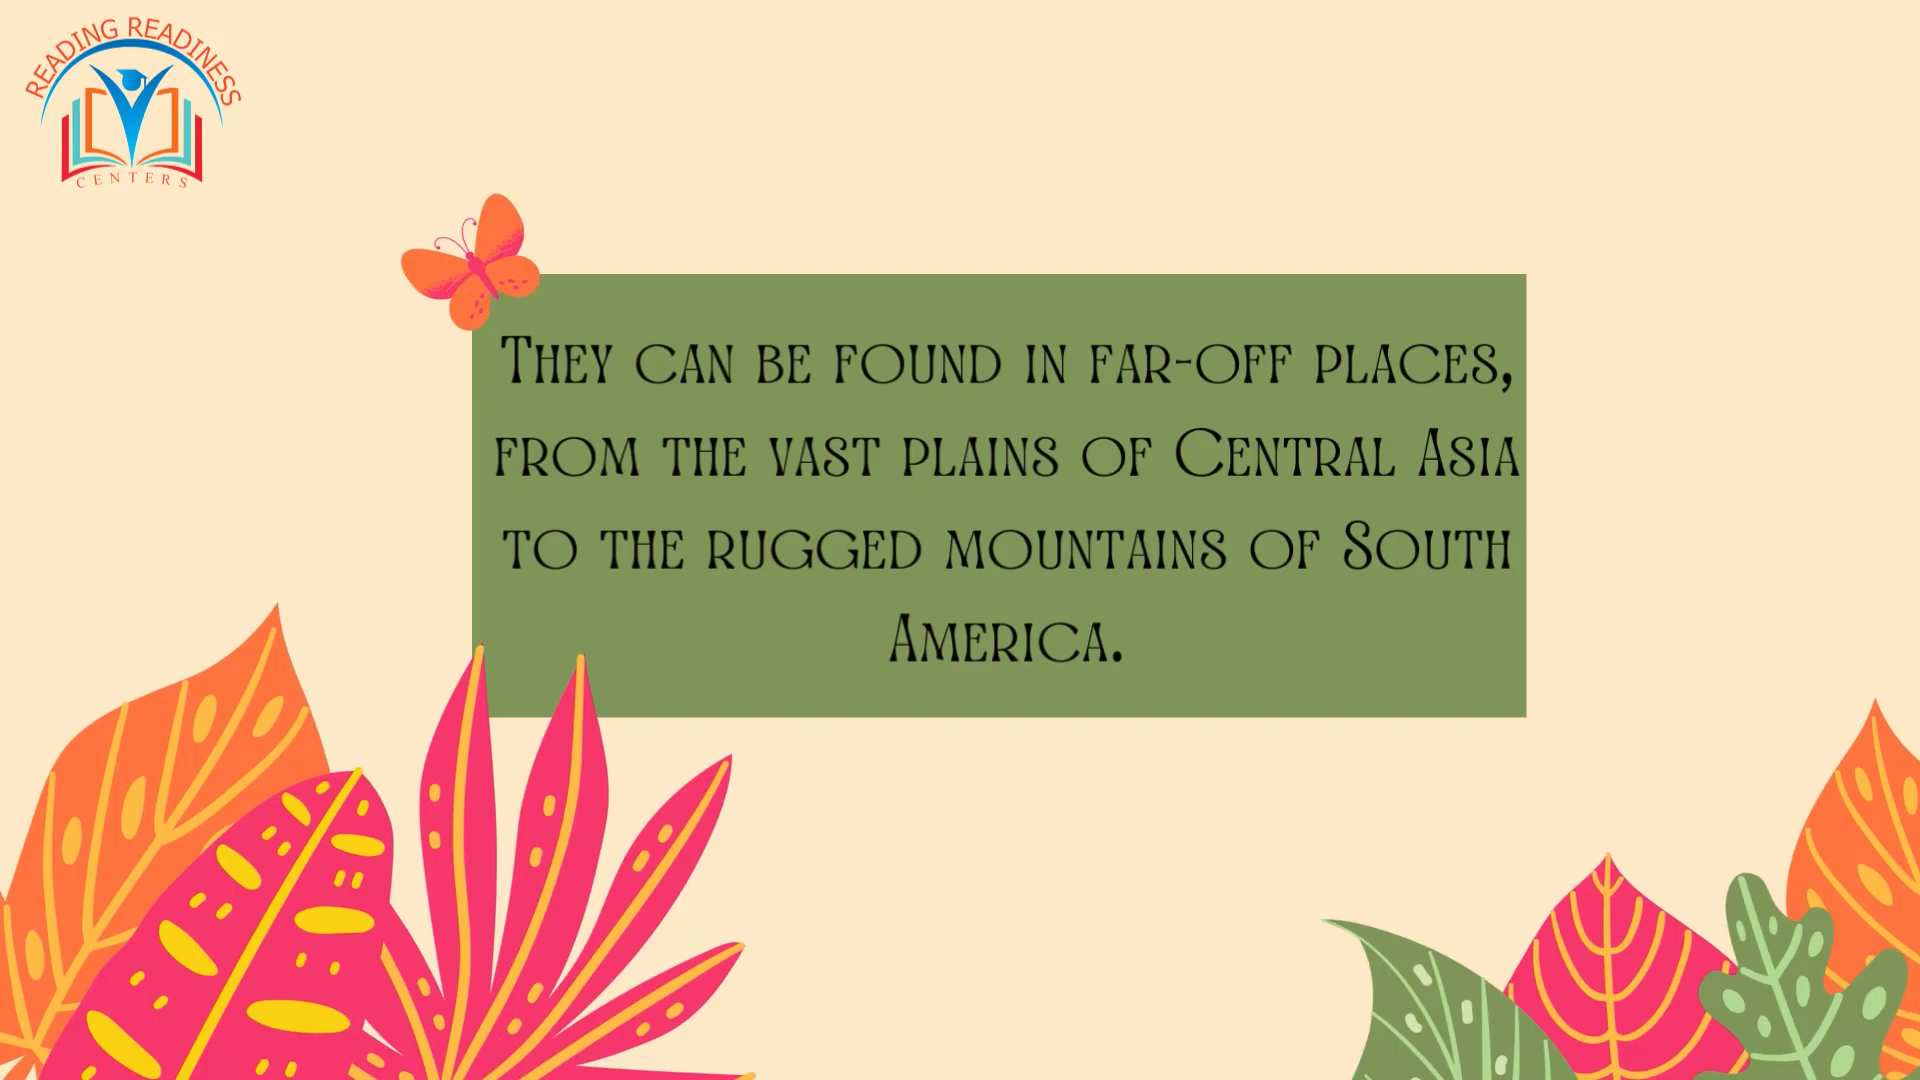 READING READINESS
CENTERS
They can be found in far-off places,
from the vast plains of Central Asia
to the rugged mountains of South
America.